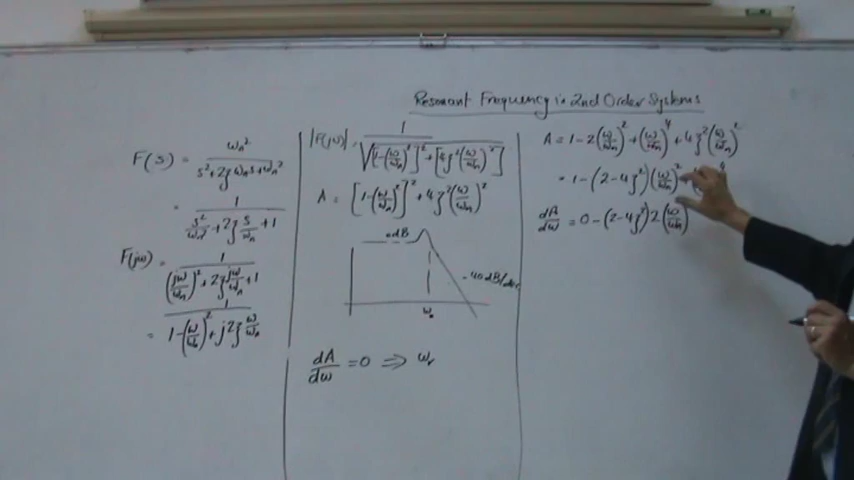 Resonant Frequency in 2nd Order Systems
F(s) = ωn² / (s² + 2ζωns + ωn²)
= 1 / (s²/ωn² + 2ζ s/ωn + 1)
F(jω) = 1 / ((jω/ωn)² + 2ζ jω/ωn + 1)
= 1 / (1 - (ω/ωn)² + j2ζ ω/ωn)
|F(jω)| = 1 / √([1 - (ω/ωn)²]² + [4ζ²(ω/ωn)²])
A = [1 - (ω/ωn)²]² + 4ζ²(ω/ωn)²
0dB
-40dB/dec
dA/dω = 0 ⇒ ωr
A = 1 - 2(ω/ωn)² + (ω/ωn)⁴ + 4ζ²(ω/ωn)²
= 1 - (2 - 4ζ²)(ω/ωn)² 4
dA/dω = 0 - (2 - 4ζ²) 2(ω/ωn)